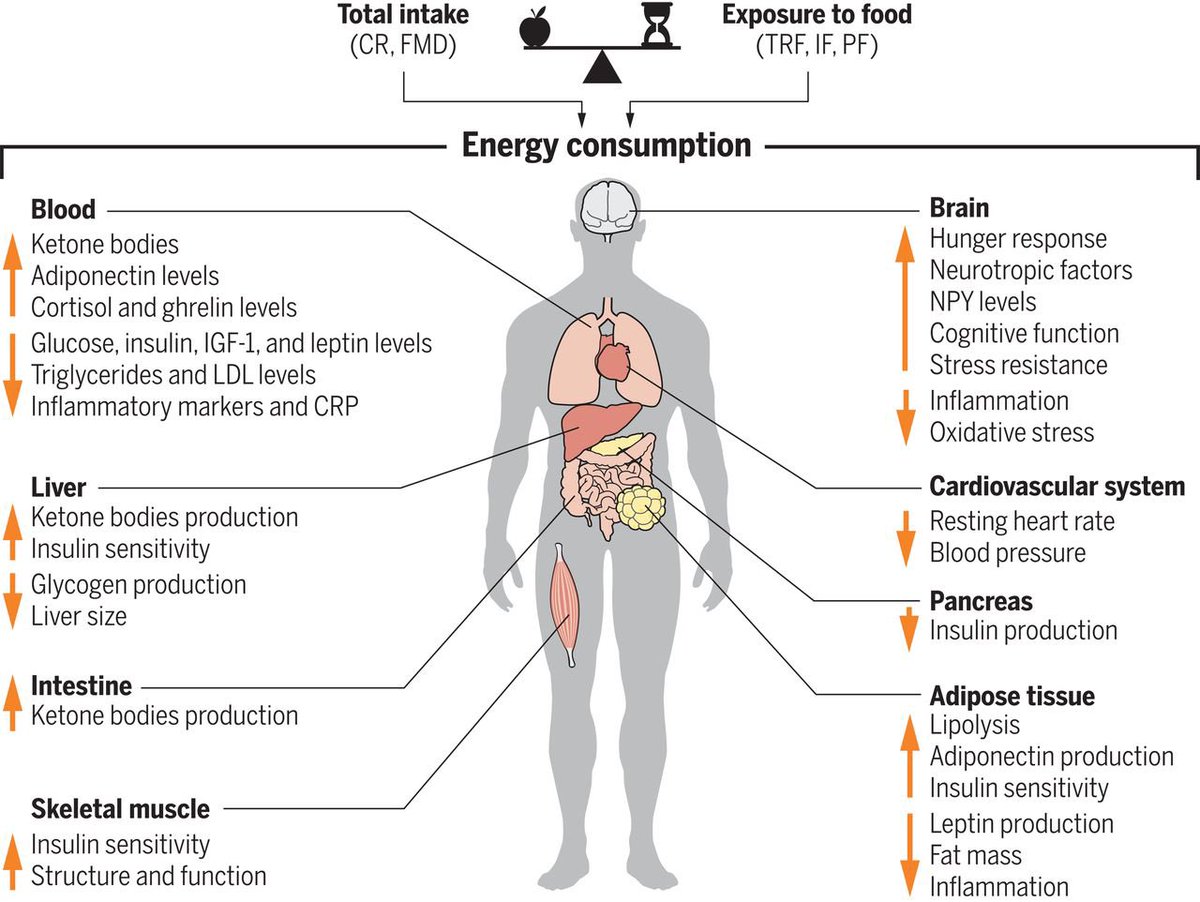 Total intake
(CR, FMD)
Exposure to food
(TRF, IF, PF)
Energy consumption
Blood
Ketone bodies
Adiponectin levels
Cortisol and ghrelin levels
Glucose, insulin, IGF-1, and leptin levels
Triglycerides and LDL levels
Inflammatory markers and CRP
Liver
Ketone bodies production
Insulin sensitivity
Glycogen production
Liver size
Intestine
Ketone bodies production
Skeletal muscle
Insulin sensitivity
Structure and function
Brain
Hunger response
Neurotropic factors
NPY levels
Cognitive function
Stress resistance
Inflammation
Oxidative stress
Cardiovascular system
Resting heart rate
Blood pressure
Pancreas
Insulin production
Adipose tissue
Lipolysis
Adiponectin production
Insulin sensitivity
Leptin production
Fat mass
Inflammation